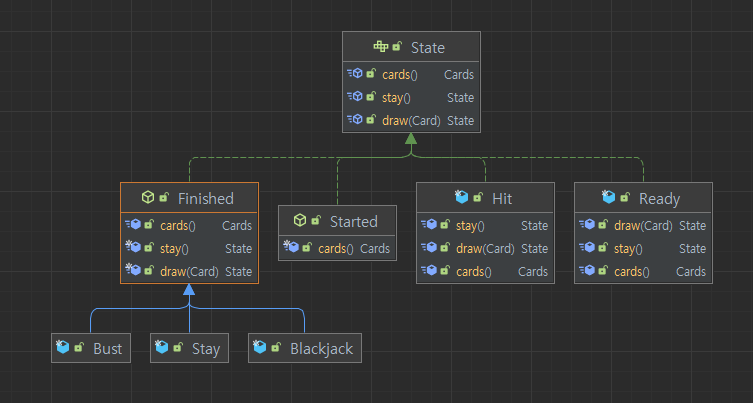 State
cards() Cards
stay() State
draw(Card) State
Finished
cards() Cards
stay() State
draw(Card) State
Started
cards() Cards
Hit
stay() State
draw(Card) State
cards() Cards
Ready
draw(Card) State
stay() State
cards() Cards
Bust
Stay
Blackjack